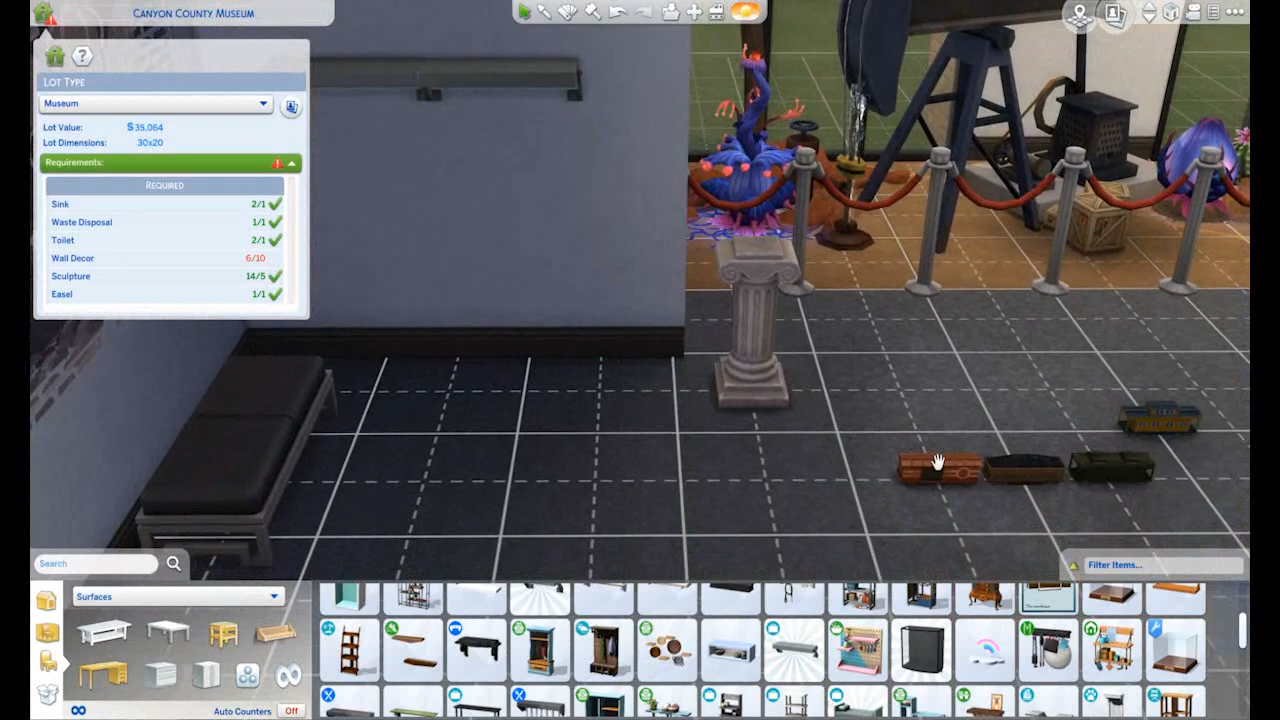 CANYON COUNTY MUSEUM
LOT TYPE
Museum
Lot Value: §35,064
Lot Dimensions: 30x20
Requirements:
REQUIRED
Sink 2/1
Waste Disposal 1/1
Toilet 2/1
Wall Decor 6/10
Sculpture 14/5
Easel 1/1
Search
Filter Items...
Surfaces
Auto Counters Off